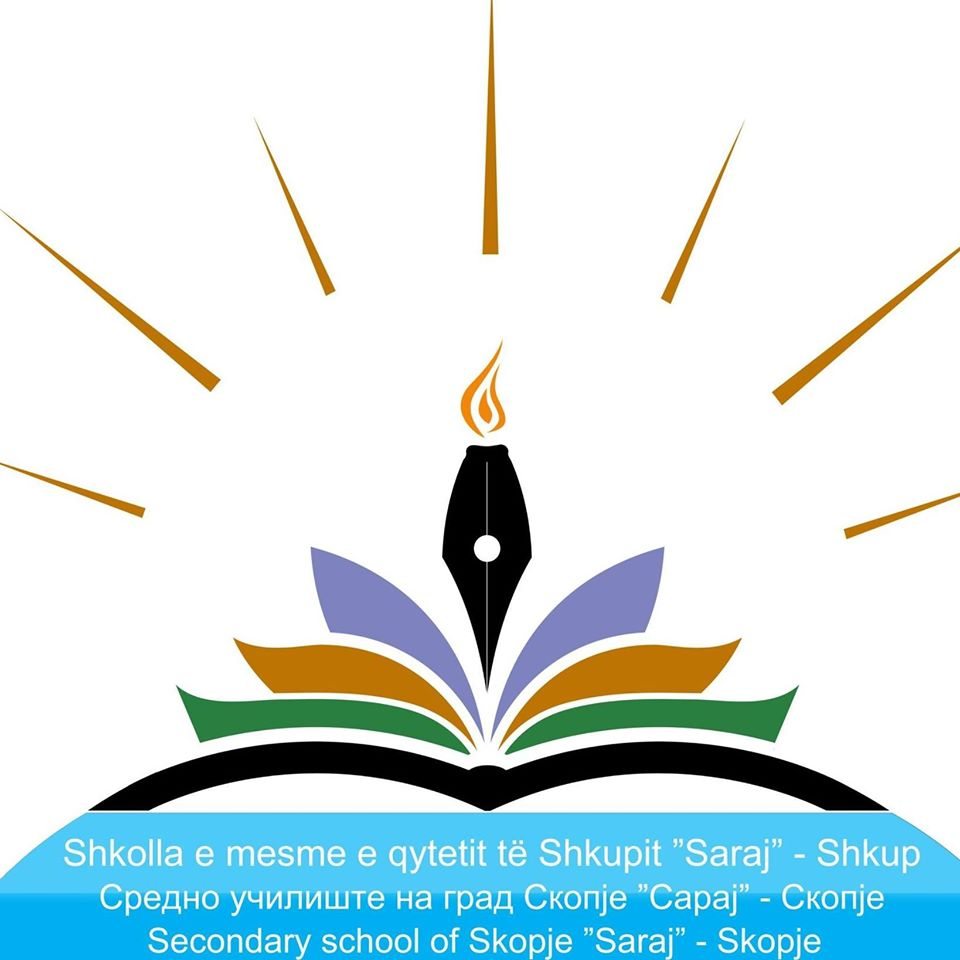 Shkolla e mesme e qytetit të Shkupit ”Saraj” - Shkup
Средно училиште на град Скопје ”Сарај” - Скопје
Secondary school of Skopje ”Saraj” - Skopje